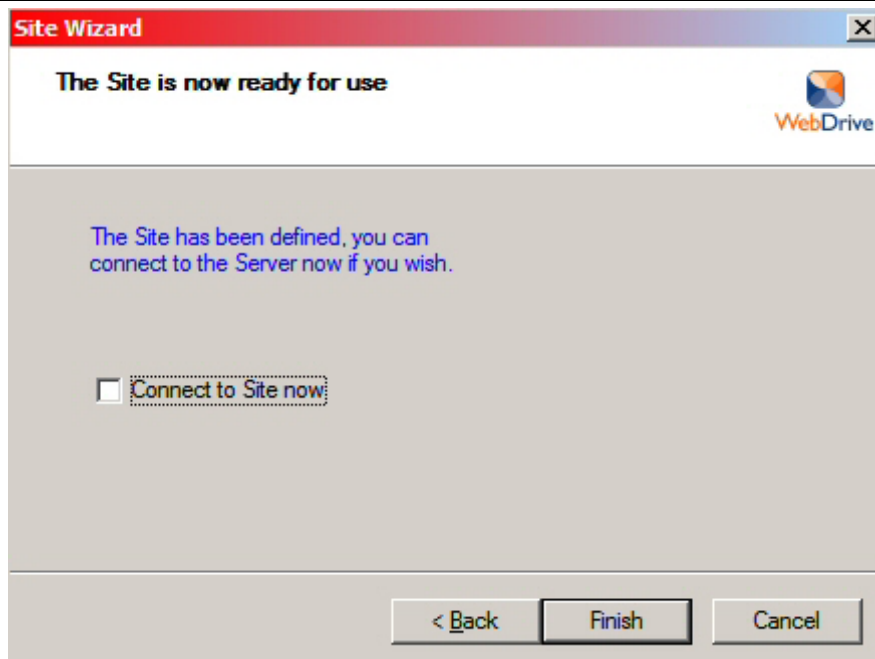 Site Wizard
The Site is now ready for use
WebDrive
The Site has been defined, you can
connect to the Server now if you wish.
Connect to Site now
< Back Finish Cancel